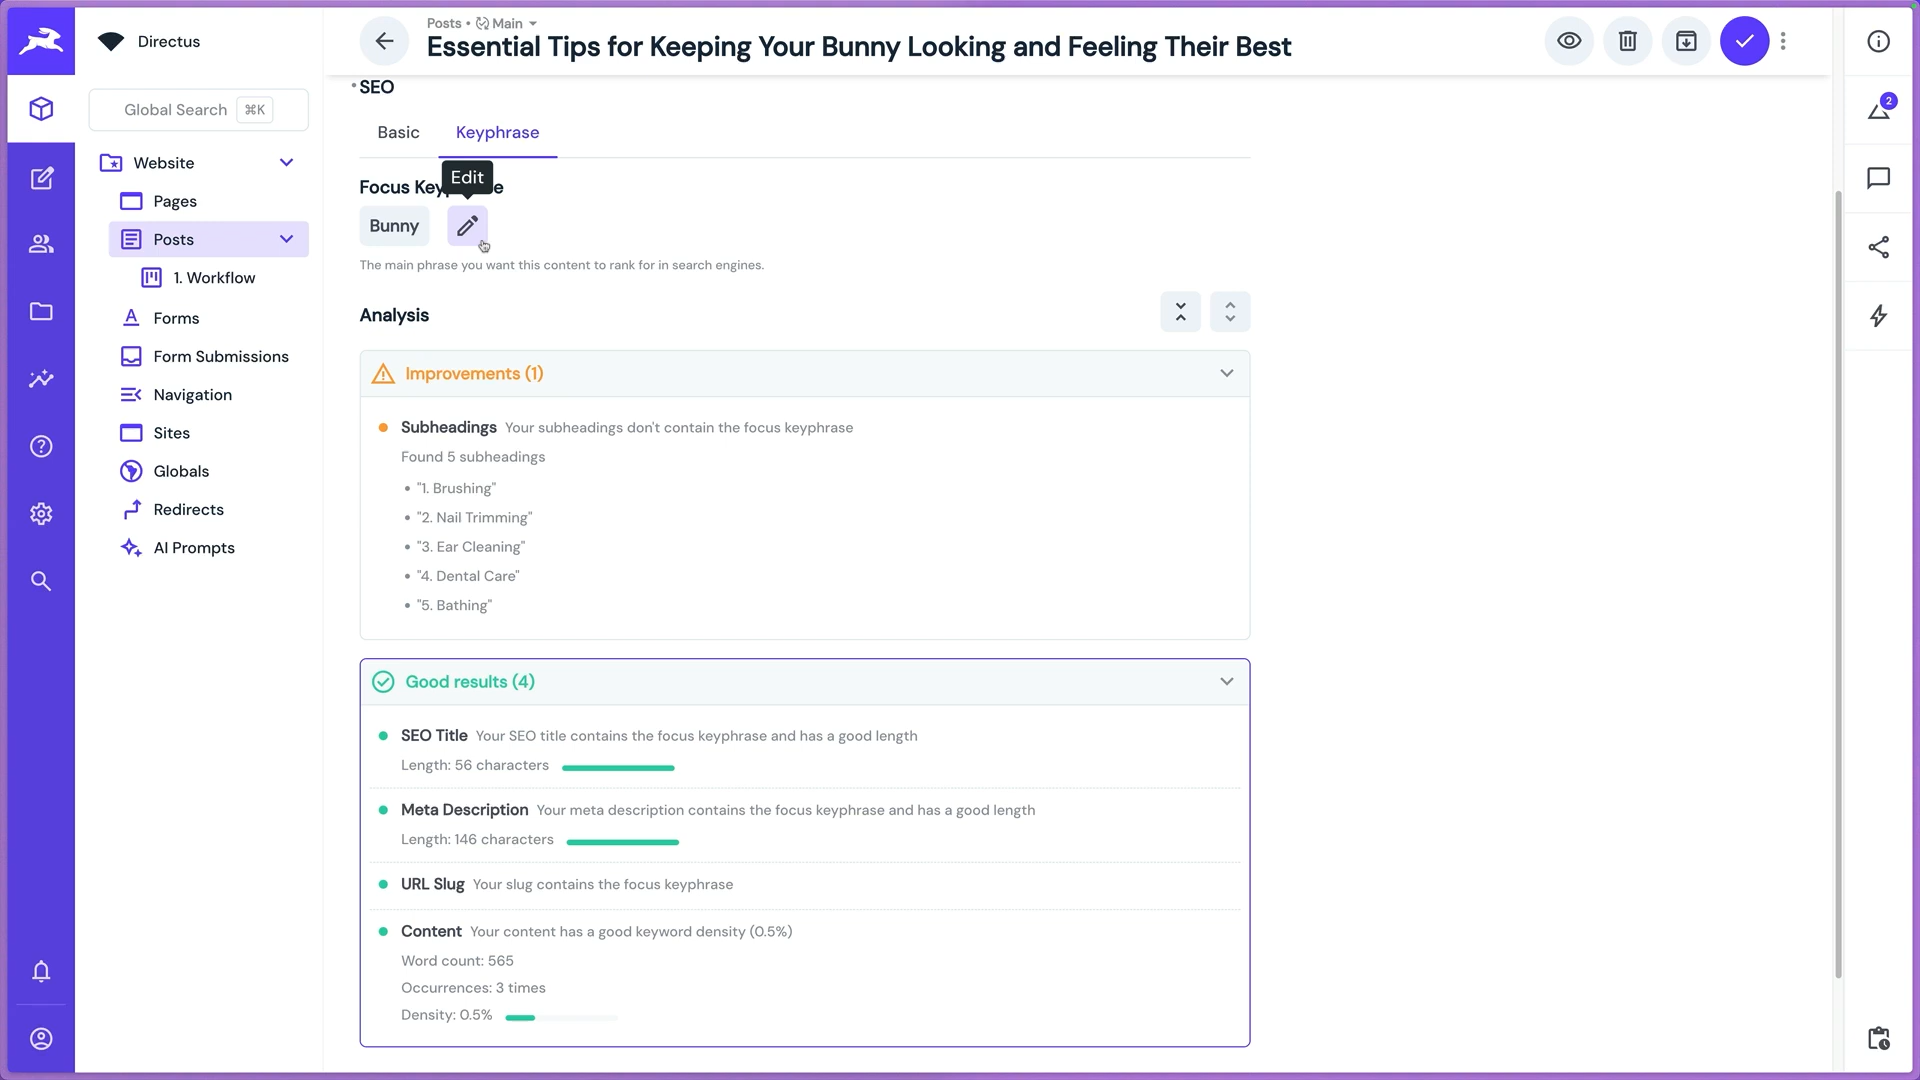 Directus
Global Search ⌘K
Website
Pages
Posts
1. Workflow
Forms
Form Submissions
Navigation
Sites
Globals
Redirects
AI Prompts
Posts • Main
Essential Tips for Keeping Your Bunny Looking and Feeling Their Best
2
• SEO
Basic Keyphrase
Edit
Focus
Bunny
The main phrase you want this content to rank for in search engines.
Analysis
Improvements (1)
Subheadings Your subheadings don't contain the focus keyphrase
Found 5 subheadings
• "1. Brushing"
• "2. Nail Trimming"
• "3. Ear Cleaning"
• "4. Dental Care"
• "5. Bathing"
Good results (4)
SEO Title Your SEO title contains the focus keyphrase and has a good length
Length: 56 characters
Meta Description Your meta description contains the focus keyphrase and has a good length
Length: 146 characters
URL Slug Your slug contains the focus keyphrase
Content Your content has a good keyword density (0.5%)
Word count: 565
Occurrences: 3 times
Density: 0.5%